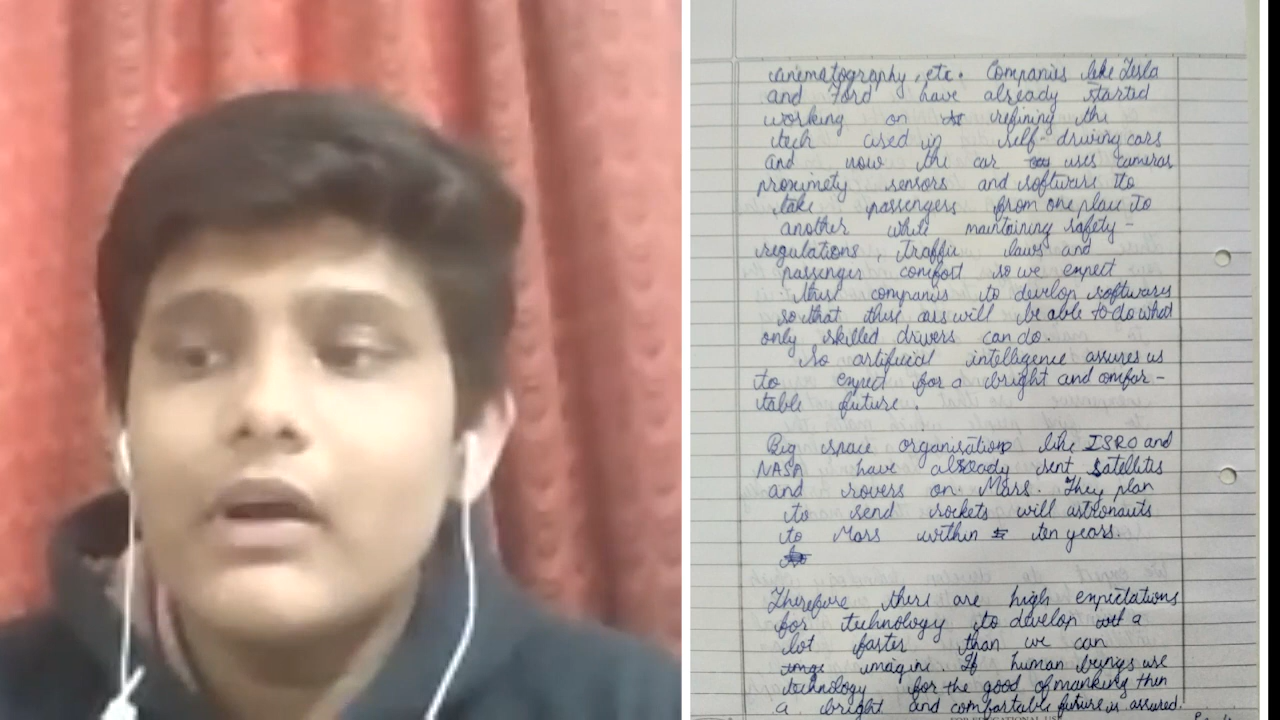 cinematography, etc. Companies like Tesla
and Ford have already started
working on refining the
tech used in self-driving cars
and now the car uses cameras
proximety sensors and software to
take passengers from one place to
another while maintaining safety-
regulations, traffic laws and
passenger comfort so we expect
these companies to develop softwares
so that these cars will be able to do what
only skilled drivers can do.
So artificial intelligence assures us
to expect for a bright and comfor-
table future.
Big space organisations like ISRO and
NASA have already sent satellites
and rovers on Mars. They plan
to send rockets will astronauts
to Mars within ten years.
Therefore there are high expectations
for technology to develop a
lot faster than we can
imagine. If human beings use
technology for the good of manking then
a bright and comfortable future is assured.
FOR EDUCATIONAL USE